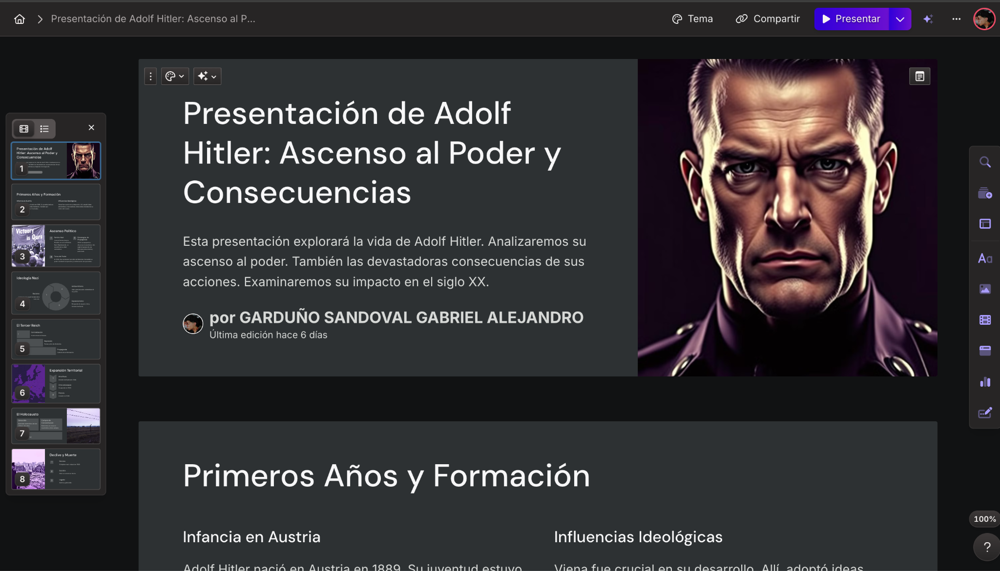 Presentación de Adolf Hitler: Ascenso al P...
Tema
Compartir
Presentar
Presentación de Adolf
Hitler: Ascenso al Poder y
Consecuencias
1
Primeros Años y Formación
2
Victoory
is Ours
Ascenso Político
3
Ideología Nazi
4
El Tercer Reich
5
Expansión Territorial
6
El Holocausto
7
Declive y Muerte
8
Presentación de Adolf
Hitler: Ascenso al Poder y
Consecuencias
Esta presentación explorará la vida de Adolf Hitler. Analizaremos su
ascenso al poder. También las devastadoras consecuencias de sus
acciones. Examinaremos su impacto en el siglo XX.
por GARDUÑO SANDOVAL GABRIEL ALEJANDRO
Última edición hace 6 días
Primeros Años y Formación
Infancia en Austria
Adolf Hitler nació en Austria en 1889. Su juventud estuvo
Influencias Ideológicas
Viena fue crucial en su desarrollo. Allí, adoptó ideas
Aa
100%
?